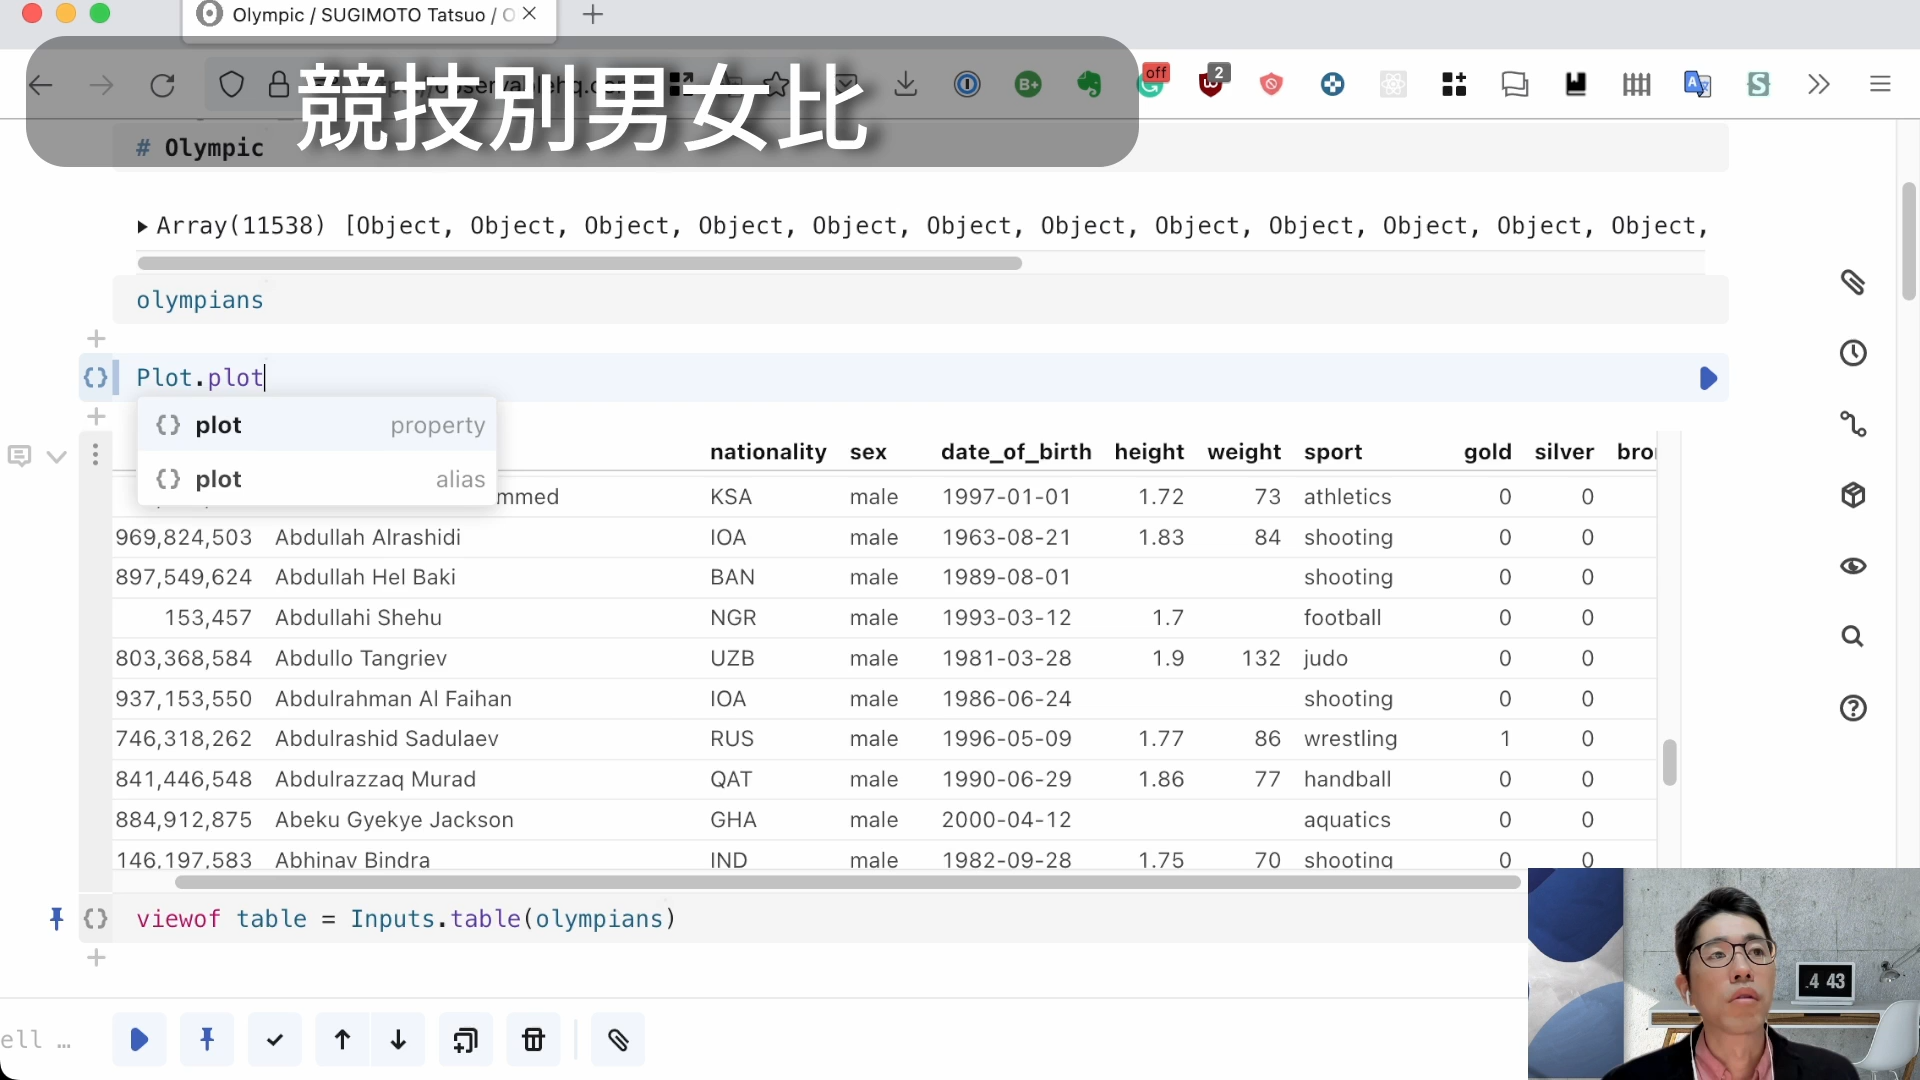 Olympic / SUGIMOTO Tatsuo / O
競技別男女比
off
2
# Olympic
Array(11538) [Object, Object, Object, Object, Object, Object, Object, Object, Object, Object, Object, Object,
olympians
Plot.plot
plot property
plot alias
nationality sex date_of_birth height weight sport gold silver bro
mmed KSA male 1997-01-01 1.72 73 athletics 0 0
969,824,503 Abdullah Alrashidi IOA male 1963-08-21 1.83 84 shooting 0 0
897,549,624 Abdullah Hel Baki BAN male 1989-08-01 shooting 0 0
153,457 Abdullahi Shehu NGR male 1993-03-12 1.7 football 0 0
803,368,584 Abdullo Tangriev UZB male 1981-03-28 1.9 132 judo 0 0
937,153,550 Abdulrahman Al Faihan IOA male 1986-06-24 shooting 0 0
746,318,262 Abdulrashid Sadulaev RUS male 1996-05-09 1.77 86 wrestling 1 0
841,446,548 Abdulrazzaq Murad QAT male 1990-06-29 1.86 77 handball 0 0
884,912,875 Abeku Gyekye Jackson GHA male 2000-04-12 aquatics 0 0
146,197,583 Abhinav Bindra IND male 1982-09-28 1.75 70 shooting 0 0
viewof table = Inputs.table(olympians)
ell …
4 43